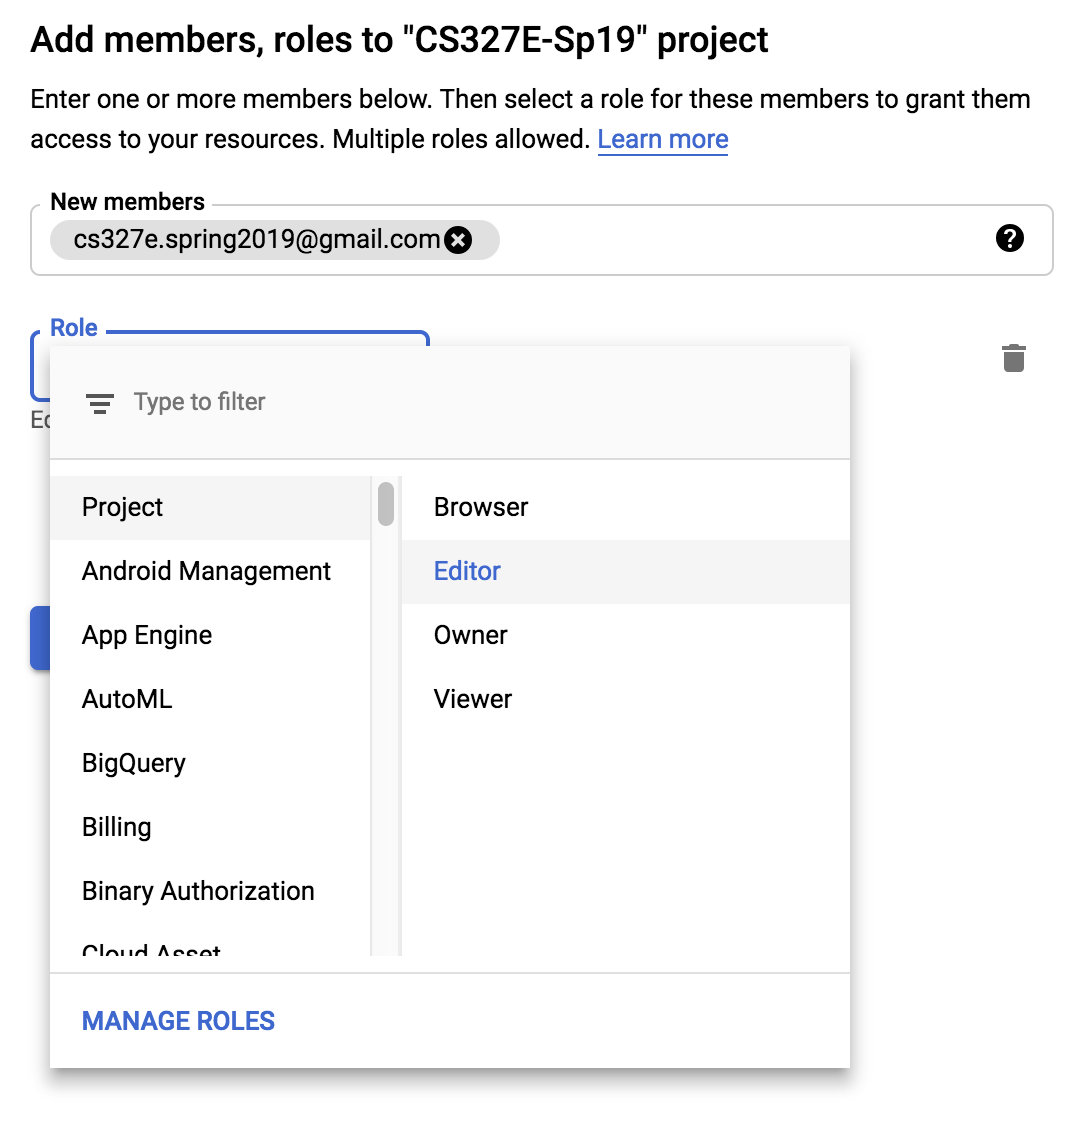 Add members, roles to "CS327E-Sp19" project
Enter one or more members below. Then select a role for these members to grant them
access to your resources. Multiple roles allowed. Learn more
New members
cs327e.spring2019@gmail.com
Role
Type to filter
Project
Android Management
App Engine
AutoML
BigQuery
Billing
Binary Authorization
Cloud Asset
Browser
Editor
Owner
Viewer
MANAGE ROLES